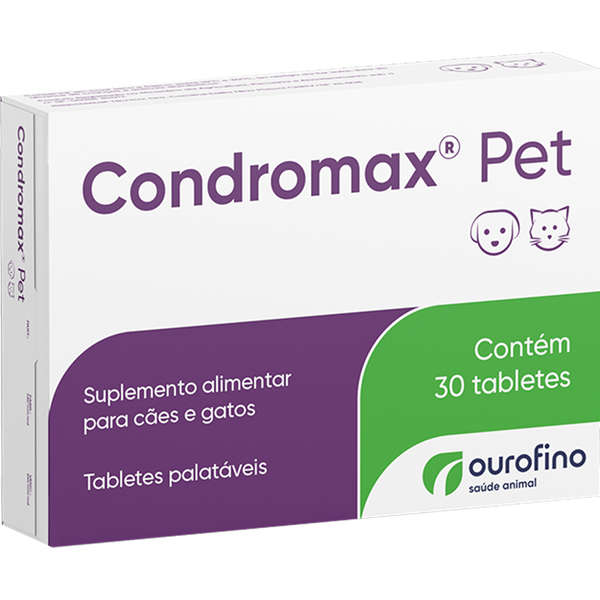 Condromax® Pet
Suplemento alimentar
para cães e gatos
Tabletes palatáveis
Contém
30 tabletes
ourofino
saúde animal
Condromax® Pet